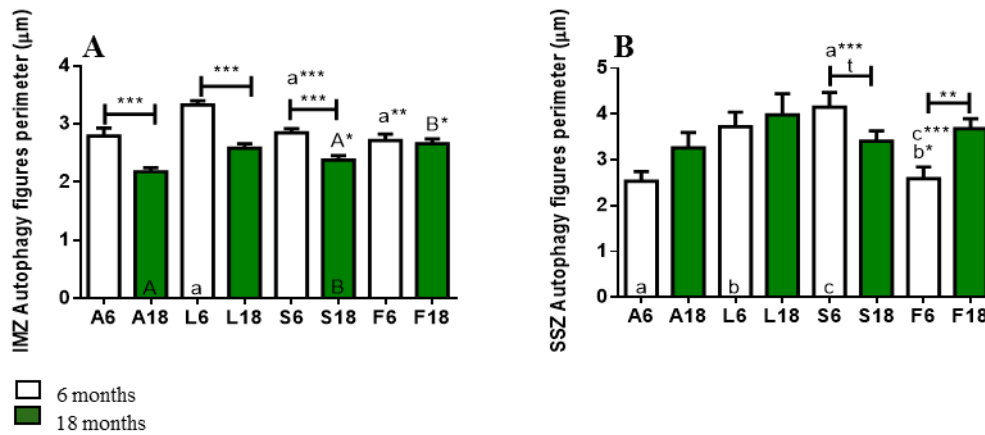 A
IMZ Autophagy figures perimeter (µm)
4
3
2
1
0
***
***
a***
***
A*
a**
B*
A
a
B
A6 A18 L6 L18 S6 S18 F6 F18
B
SSZ Autophagy figures perimeter (µm)
5
4
3
2
1
0
a***
t
**
c***
b*
a
b
c
A6 A18 L6 L18 S6 S18 F6 F18
6 months
18 months